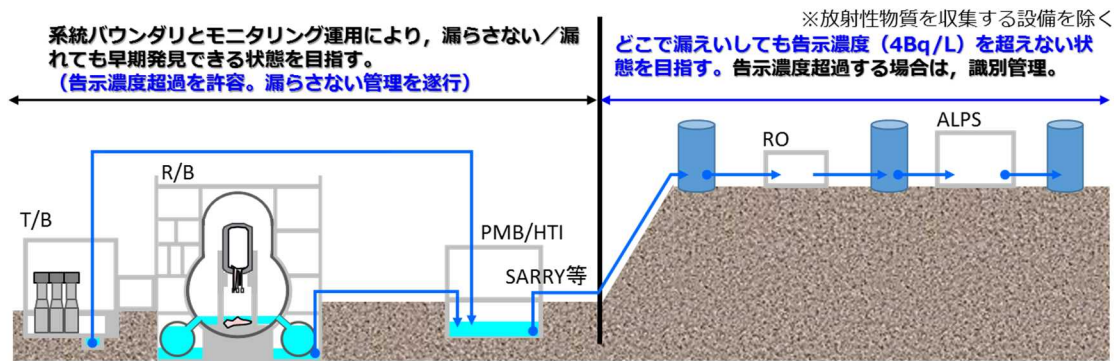 ※放射性物質を収集する設備を除く
系統バウンダリとモニタリング運用により，漏らさない／漏
れても早期発見できる状態を目指す。
（告示濃度超過を許容。漏らさない管理を遂行）
どこで漏えいしても告示濃度（4Bq/L）を超えない状
態を目指す。告示濃度超過する場合は，識別管理。
T/B
R/B
PMB/HTI
SARRY等
RO
ALPS